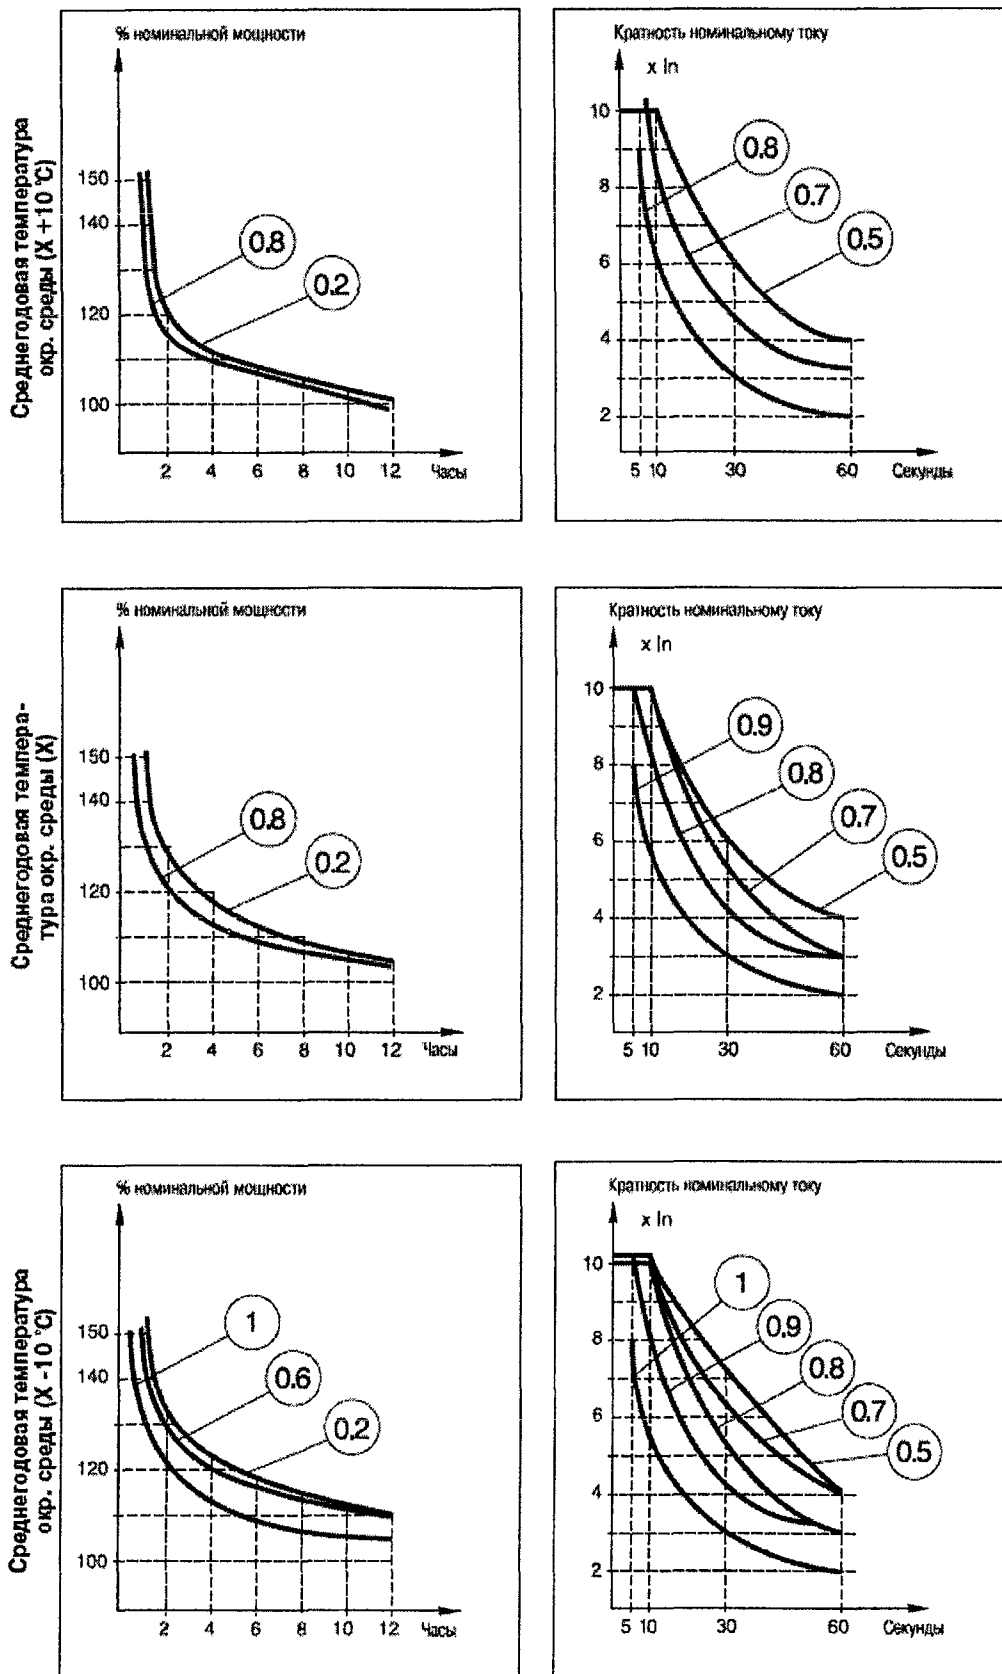 Среднегодовая температура
окр. среды (X + 10 °C)
% номинальной мощности
150
140
120
100
2 4 6 8 10 12 Часы
0.8
0.2
Кратность номинальному току
x In
10
8
6
4
2
5 10 30 60 Секунды
0.8
0.7
0.5
Среднегодовая темпера-
тура окр. среды (X)
% номинальной мощности
150
140
120
100
2 4 6 8 10 12 Часы
0.8
0.2
Кратность номинальному току
x In
10
8
6
4
2
5 10 30 60 Секунды
0.9
0.8
0.7
0.5
Среднегодовая температура
окр. среды (X - 10 °C)
% номинальной мощности
150
140
120
100
2 4 6 8 10 12 Часы
1
0.6
0.2
Кратность номинальному току
x In
10
8
6
4
2
5 10 30 60 Секунды
1
0.9
0.8
0.7
0.5